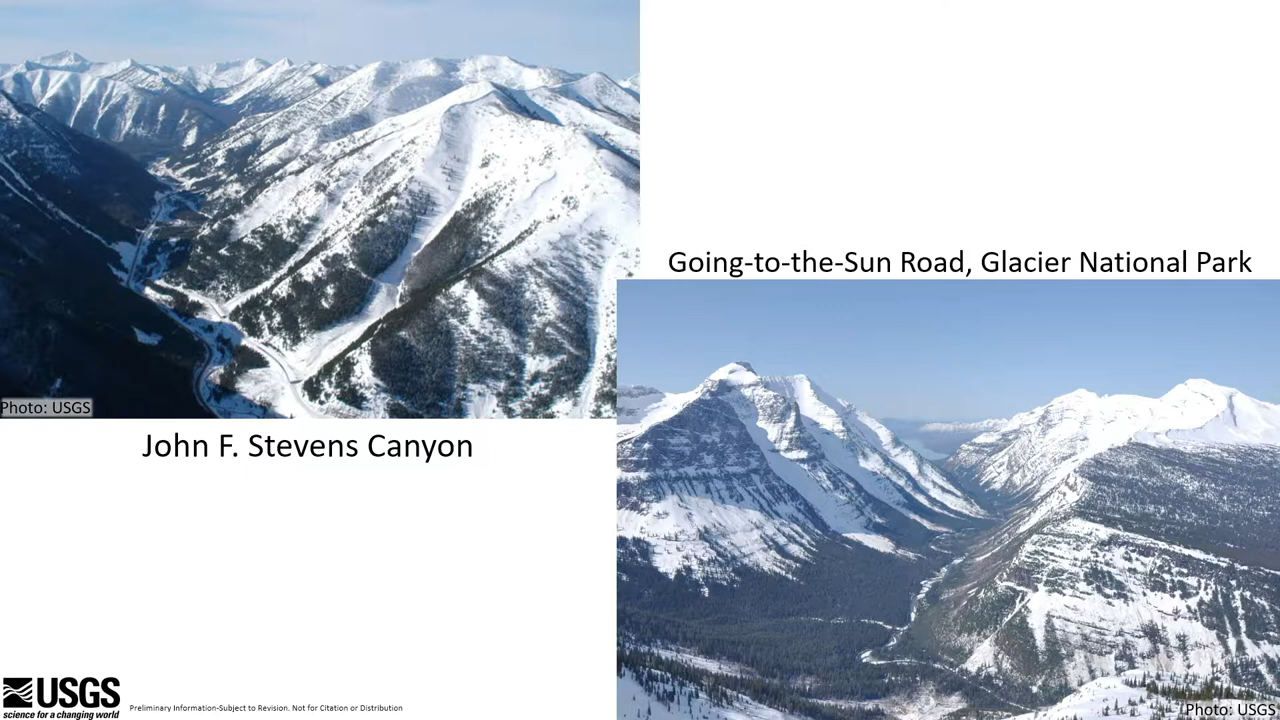 Going-to-the-Sun Road, Glacier National Park
Photo: USGS
John F. Stevens Canyon
USGS
science for a changing world
Preliminary Information-Subject to Revision. Not for Citation or Distribution
Photo: USGS